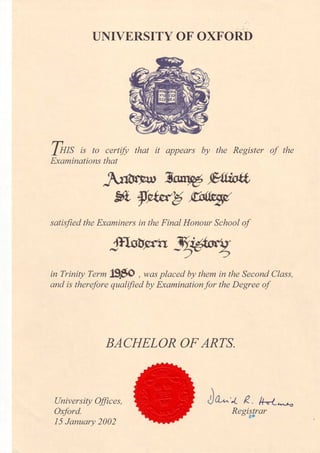 UNIVERSITY OF OXFORD
THIS is to certify that it appears by the Register of the
Examinations that
Andrew James Elliott
St Peter's College
satisfied the Examiners in the Final Honour School of
Modern History
in Trinity Term 1980 , was placed by them in the Second Class,
and is therefore qualified by Examination for the Degree of
BACHELOR OF ARTS.
University Offices,
Oxford.
15 January 2002
David R. Holmes
Registrar